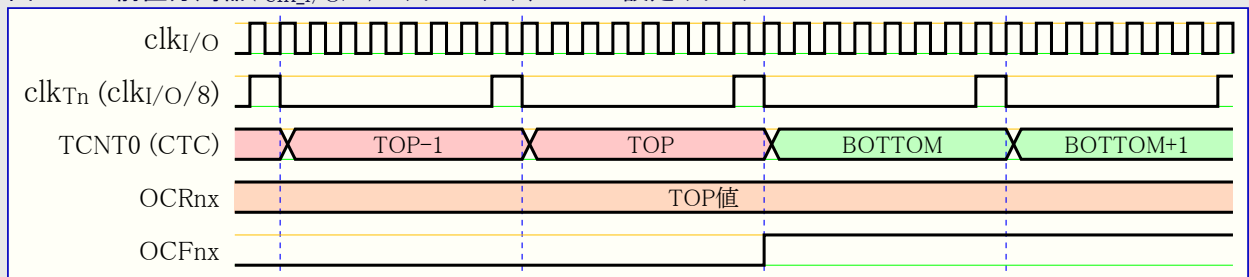 clkI/O
clkTn (clkI/O/8)
TCNT0 (CTC) TOP-1 TOP BOTTOM BOTTOM+1
OCRnx TOP値
OCFnx